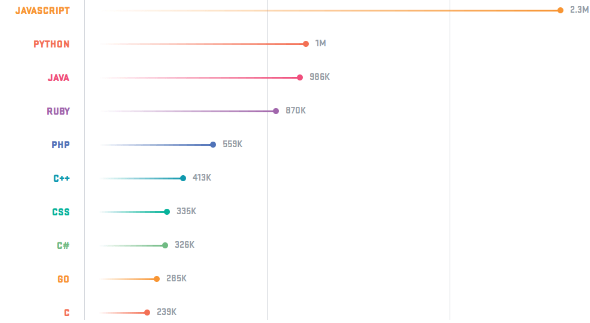 JAVASCRIPT 2.3M
PYTHON 1M
JAVA 986K
RUBY 870K
PHP 559K
C++ 413K
CSS 335K
C# 326K
GO 285K
C 239K